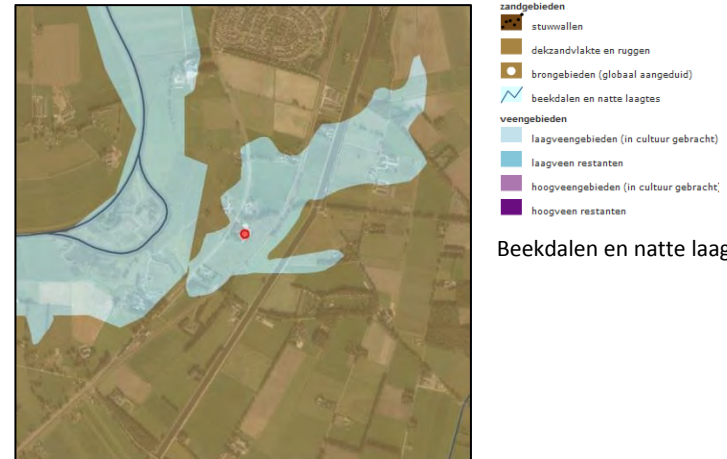 zandgebieden
stuwwallen
dekzandvlakte en ruggen
brongebieden (globaal aangeduid)
beekdalen en natte laagtes
veengebieden
laagveengebieden (in cultuur gebracht)
laagveen restanten
hoogveengebieden (in cultuur gebracht
hoogveen restanten
Beekdalen en natte laag